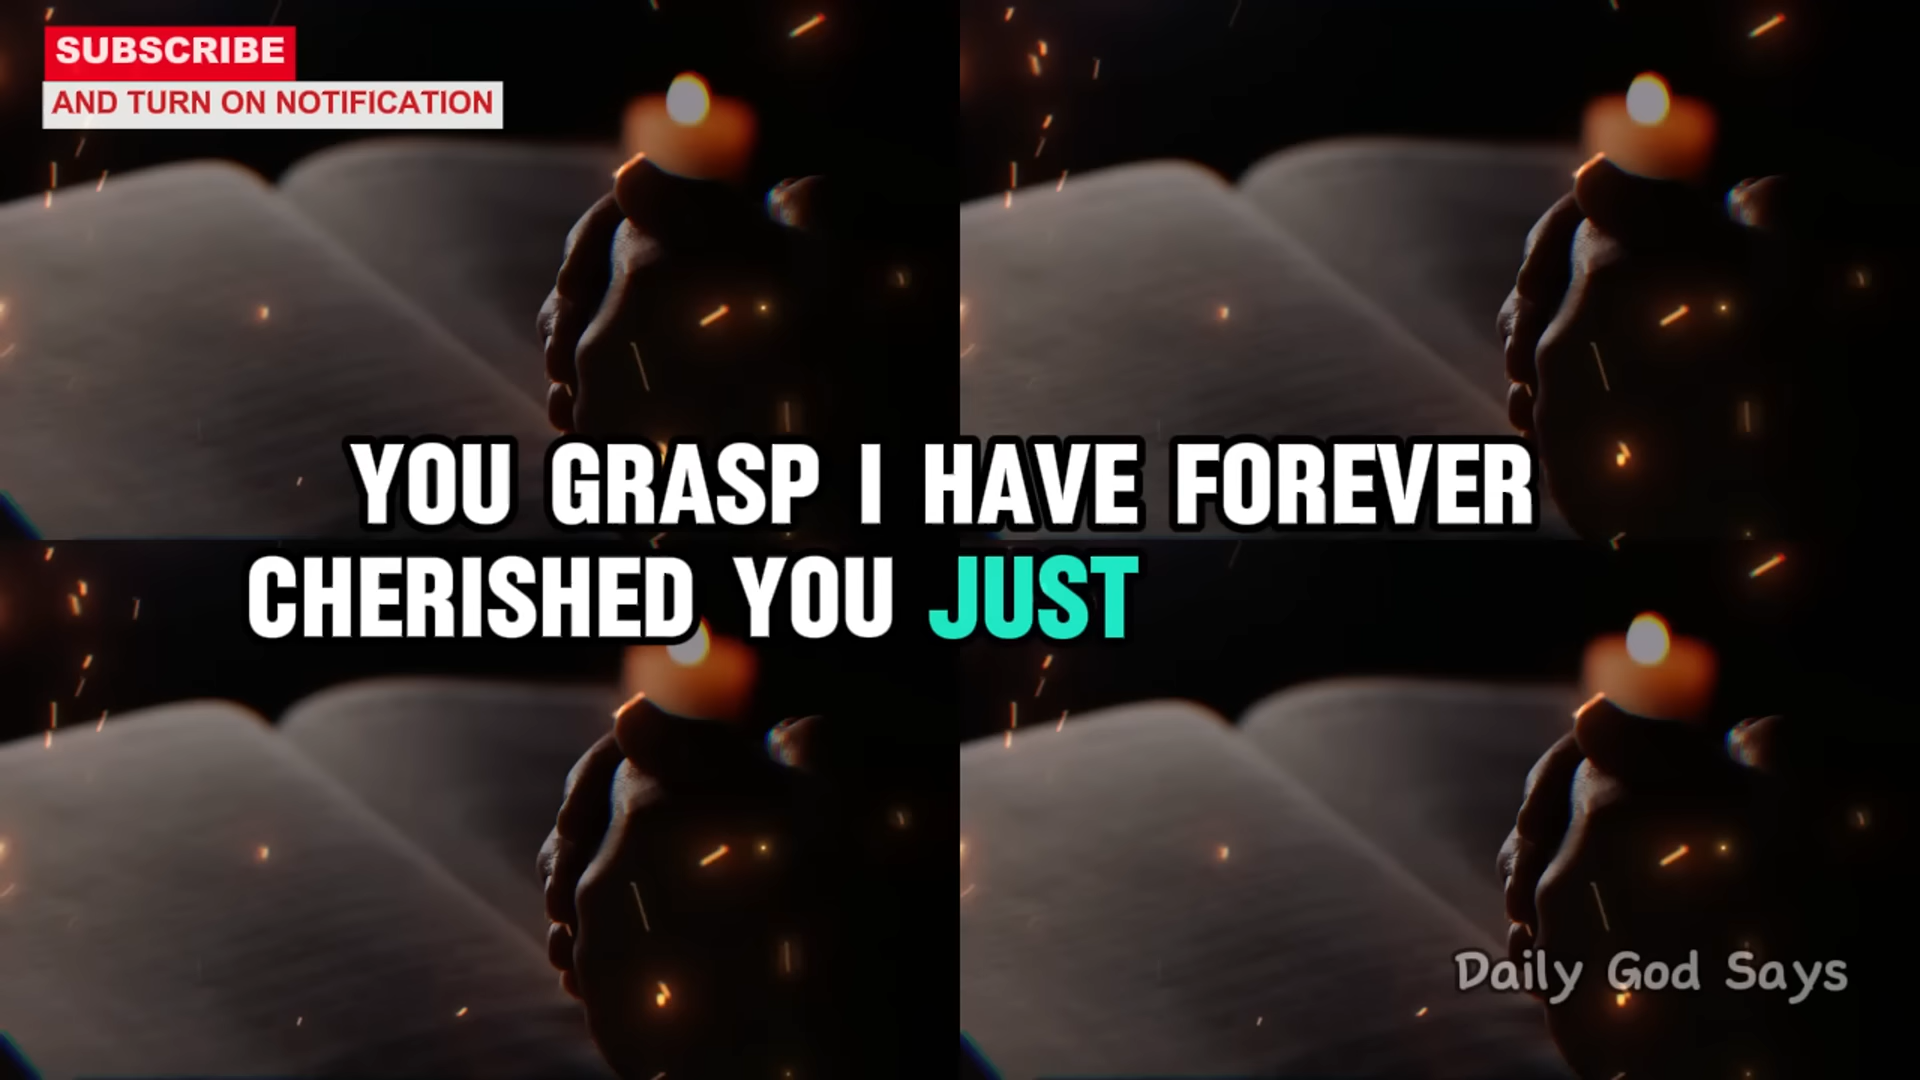 SUBSCRIBE
AND TURN ON NOTIFICATION
YOU GRASP I HAVE FOREVER
CHERISHED YOU JUST
Daily God Says